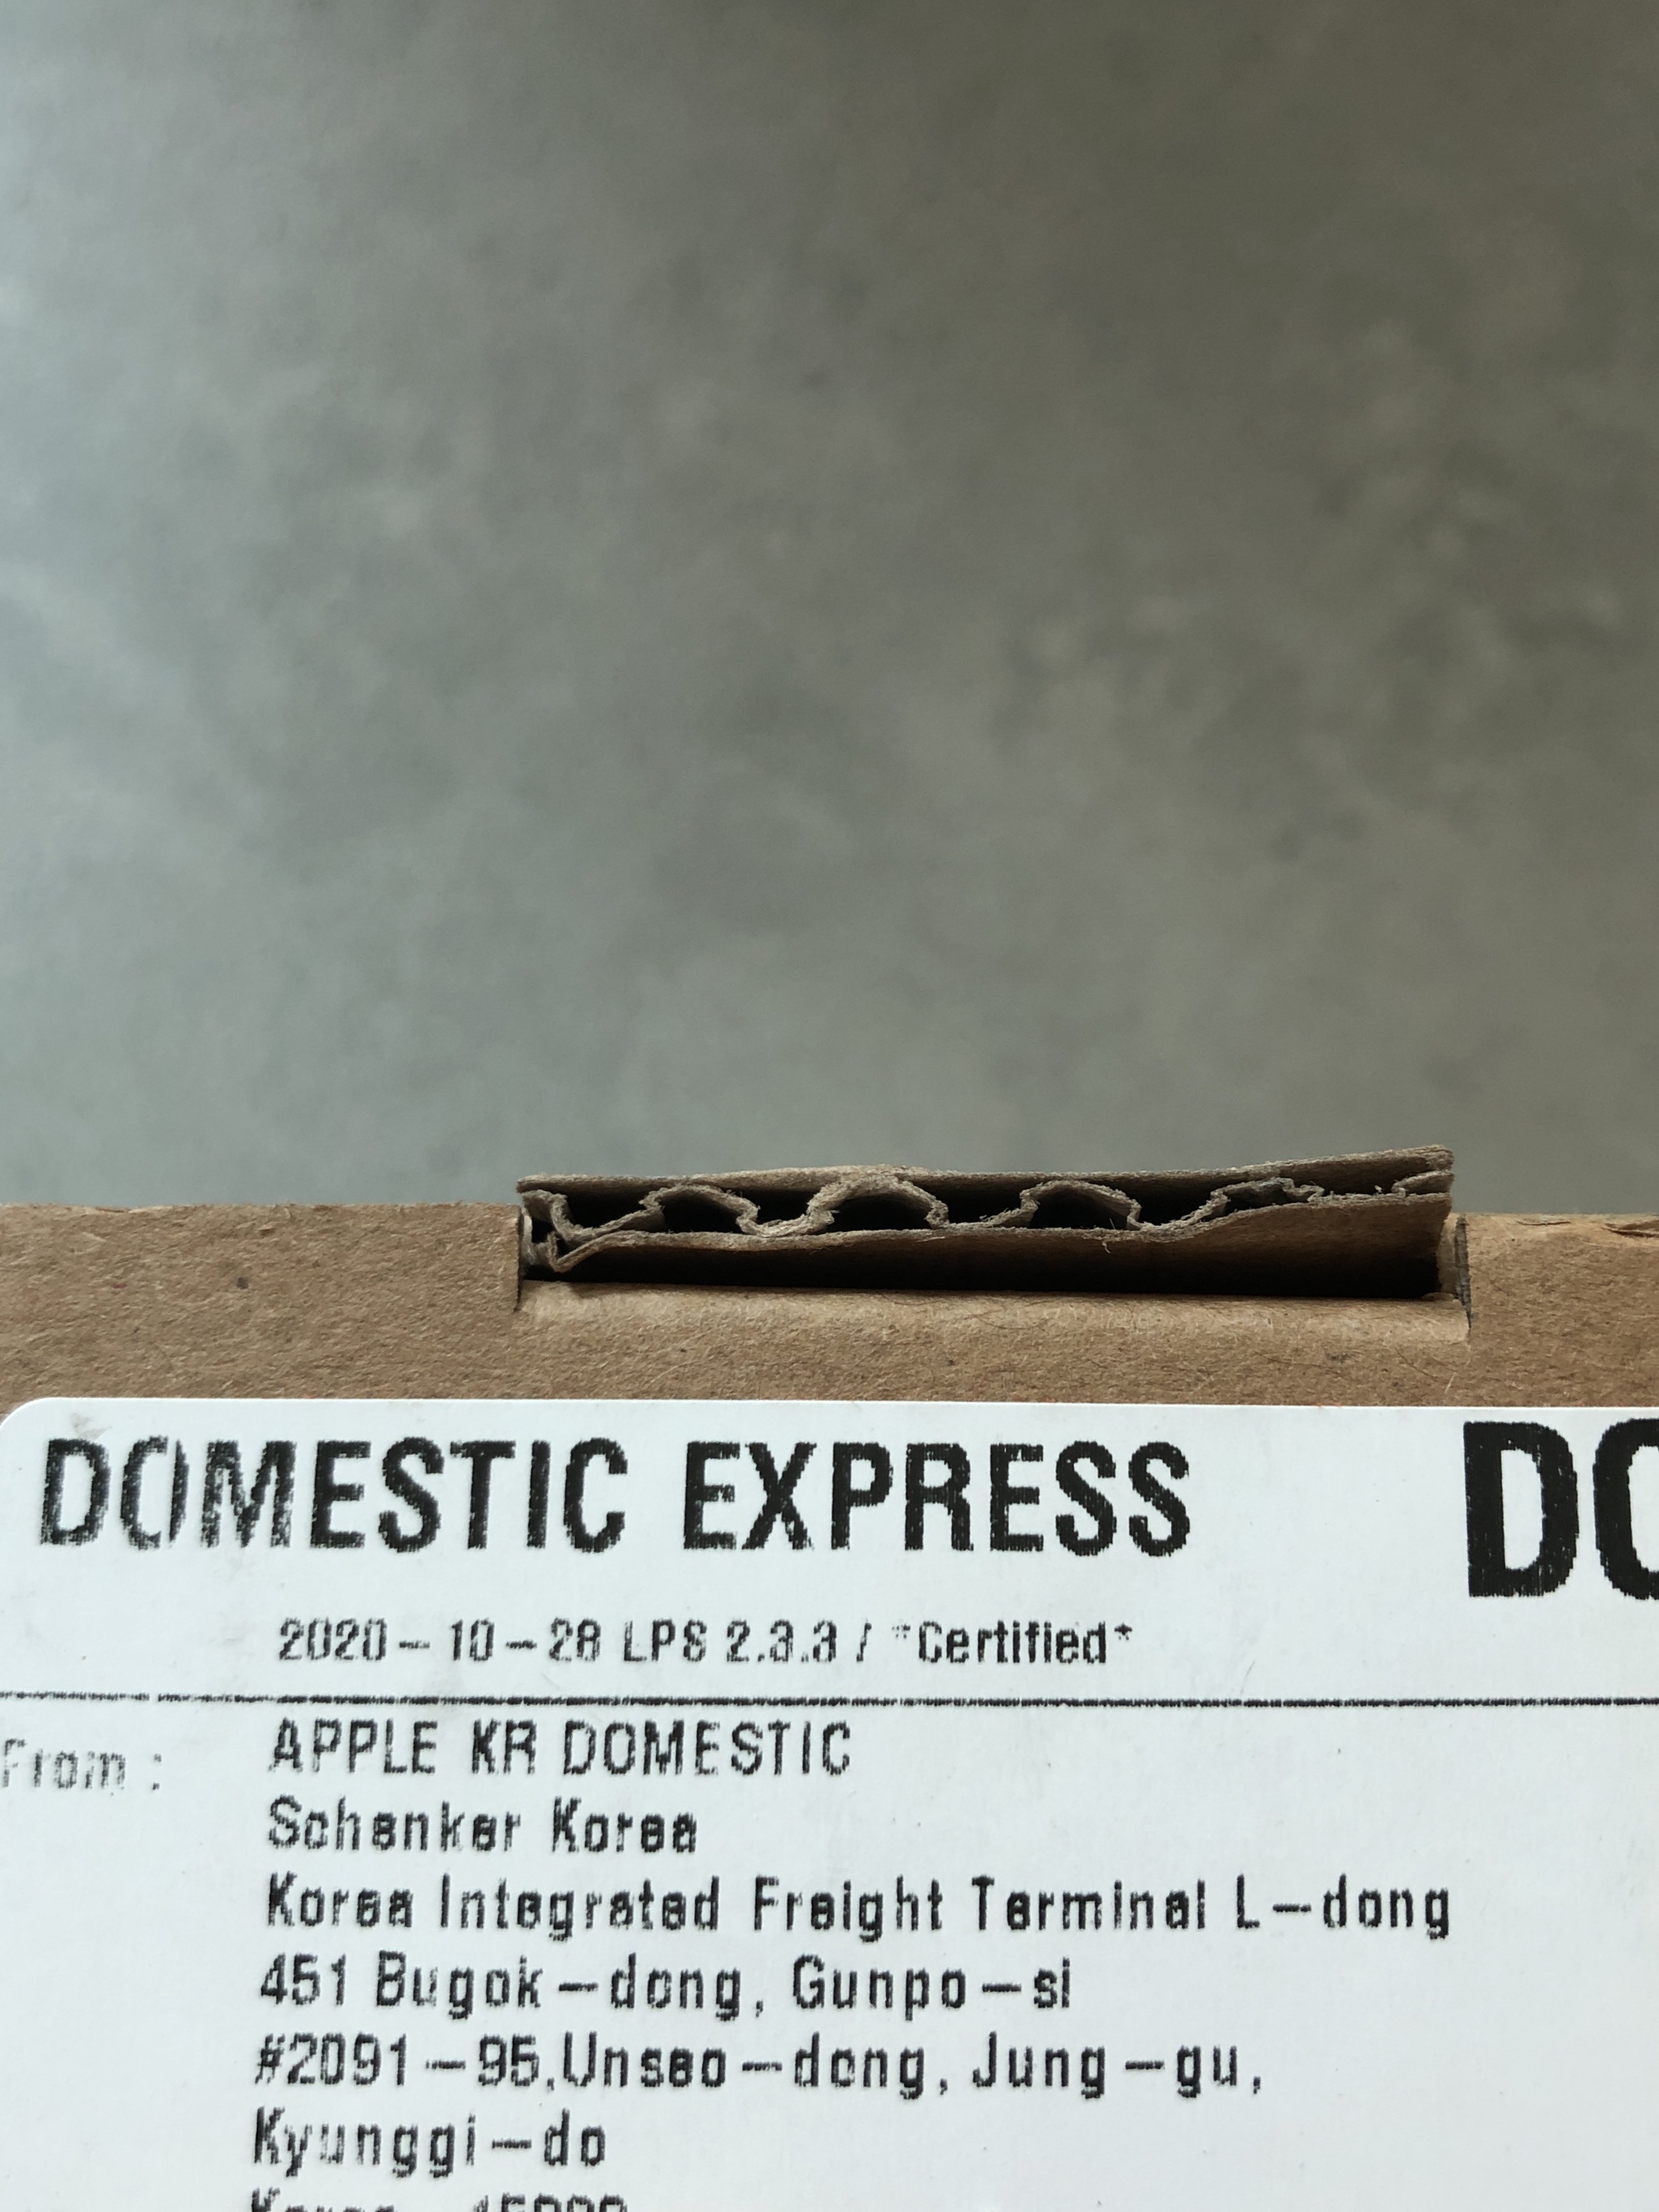 DOMESTIC EXPRESS
DO
2020-10-28 LPS 2.3.3 / *Certified*
From :
APPLE KR DOMESTIC
Schenker Korea
Korea Integrated Freight Terminal L-dong
451 Bugok-dong, Gunpo-si
#2091-95,Unseo-dong, Jung-gu,
Kyunggi-do